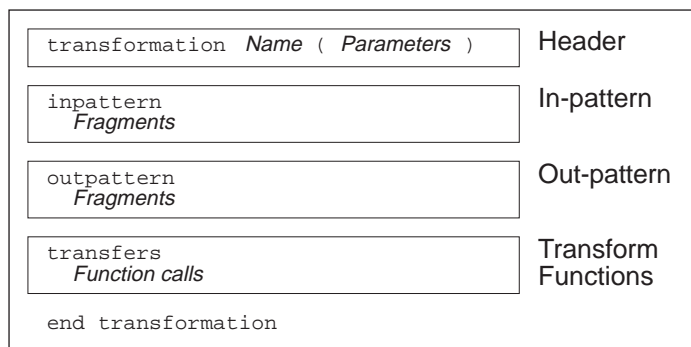 transformation Name ( Parameters )
Header
inpattern
In-pattern
Fragments
outpattern
Out-pattern
Fragments
transfers
Transform
Function calls
Functions
end transformation